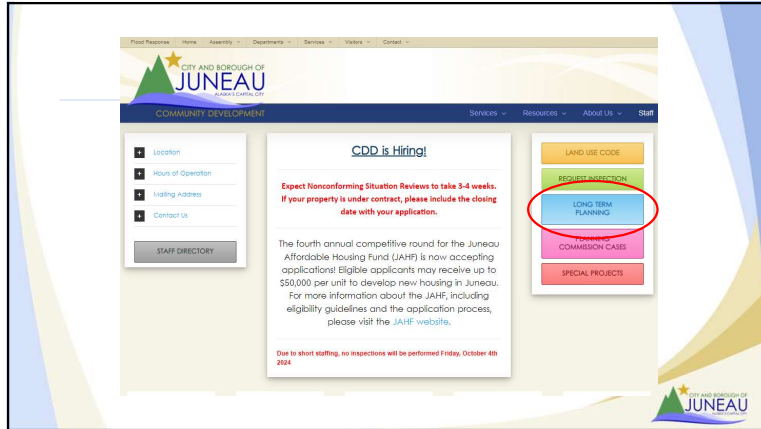 Flood Response Home Assembly Departments Services Visitors Contact
CITY AND BOROUGH OF
JUNEAU
ALASKA'S CAPITAL CITY
COMMUNITY DEVELOPMENT
Services Resources About Us Staff
Location
Hours of Operation
Mailing Address
Contact Us
STAFF DIRECTORY
CDD is Hiring!
Expect Nonconforming Situation Reviews to take 3-4 weeks.
If your property is under contract, please include the closing
date with your application.
The fourth annual competitive round for the Juneau
Affordable Housing Fund (JAHF) is now accepting
applications! Eligible applicants may receive up to
$50,000 per unit to develop new housing in Juneau.
For more information about the JAHF, including
eligibility guidelines and the application process,
please visit the JAHF website.
Due to short staffing, no inspections will be performed Friday, October 4th
2024
LAND USE CODE
REQUEST INSPECTION
LONG TERM
PLANNING
PLANNING
COMMISSION CASES
SPECIAL PROJECTS
CITY AND BOROUGH OF
JUNEAU
ALASKA'S CAPITAL CITY